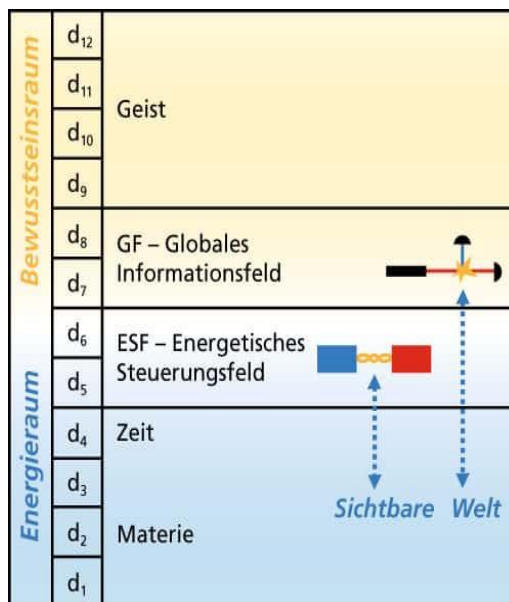 Bewusstseinsraum
Energieraum
d12
d11
d10
d9
Geist
d8
d7
GF – Globales
Informationsfeld
d6
d5
ESF – Energetisches
Steuerungsfeld
d4
Zeit
d3
d2
Materie
d1
Sichtbare Welt